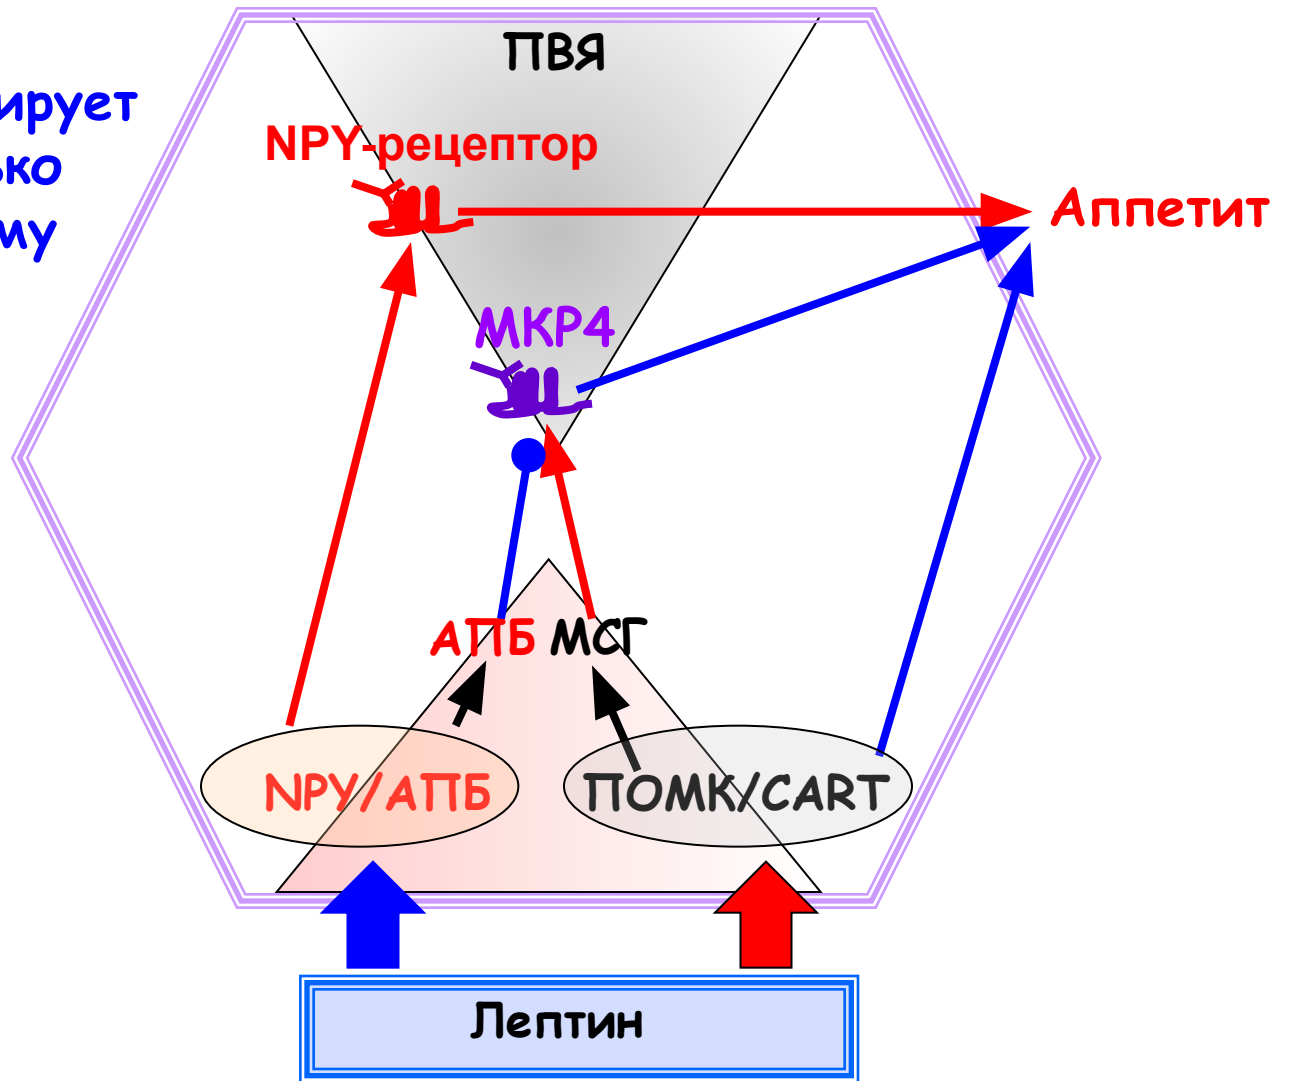 ПВЯ
ирует
ько
му
NPY-рецептор
Аппетит
МКР4
АПБ МСГ
NPY/АПБ
ПОМК/CART
Лептин